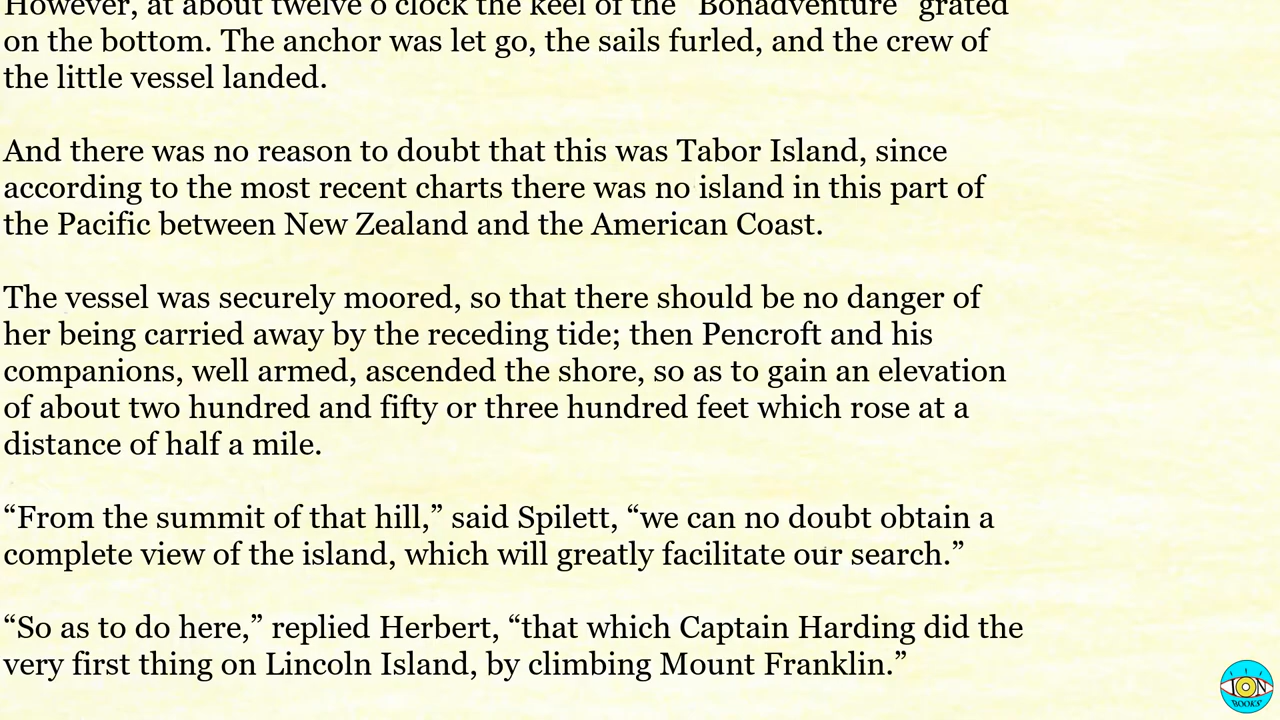 However, at about twelve o'clock the keel of the "Bonadventure" grated
on the bottom. The anchor was let go, the sails furled, and the crew of
the little vessel landed.
And there was no reason to doubt that this was Tabor Island, since
according to the most recent charts there was no island in this part of
the Pacific between New Zealand and the American Coast.
The vessel was securely moored, so that there should be no danger of
her being carried away by the receding tide; then Pencroft and his
companions, well armed, ascended the shore, so as to gain an elevation
of about two hundred and fifty or three hundred feet which rose at a
distance of half a mile.
“From the summit of that hill,” said Spilett, “we can no doubt obtain a
complete view of the island, which will greatly facilitate our search.”
“So as to do here,” replied Herbert, “that which Captain Harding did the
very first thing on Lincoln Island, by climbing Mount Franklin.”
ION
BOOKS